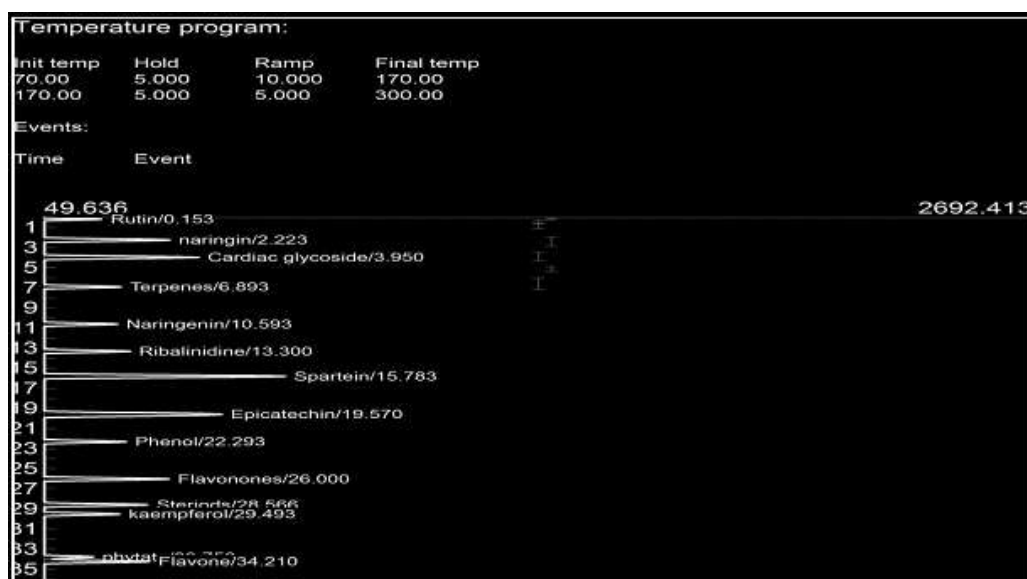 Temperature program:
Init temp Hold Ramp Final temp
70.00 5.000 10.000 170.00
170.00 5.000 5.000 300.00
Events:
Time Event
49.636 2692.413
Rutin/0.153
1
naringin/2.223
3
Cardiac glycoside/3.950
5
7 Terpenes/6.893
9
11 Naringenin/10.593
13 Ribalinidine/13.300
15
Spartein/15.783
17
19 Epicatechin/19.570
21
Phenol/22.293
23
25
Flavonones/26.000
27
29
kaempferol/29.493
31
33
Flavone/34.210
35